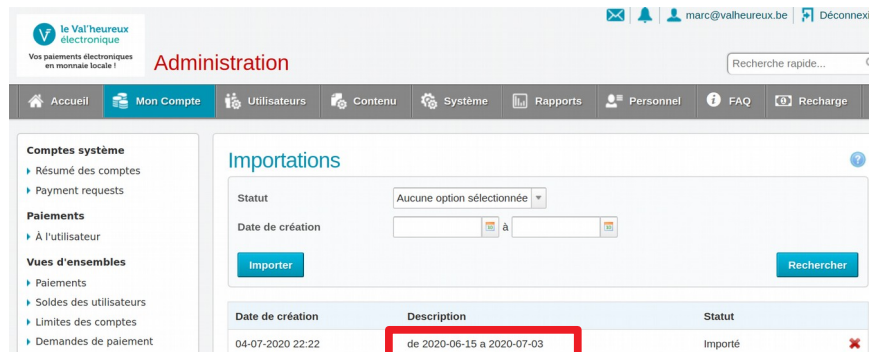 le Val'heureux
électronique
Vos paiements électroniques
en monnaie locale !
Administration
marc@valheureux.be
Déconnexi
Recherche rapide...
Accueil
Mon Compte
Utilisateurs
Contenu
Système
Rapports
Personnel
FAQ
Recharge
Comptes système
Résumé des comptes
Payment requests
Paiements
À l'utilisateur
Vues d'ensembles
Paiements
Soldes des utilisateurs
Limites des comptes
Demandes de paiement
Importations
Statut
Aucune option sélectionnée
Date de création
à
Importer
Rechercher
Date de création Description Statut
04-07-2020 22:22 de 2020-06-15 a 2020-07-03 Importé